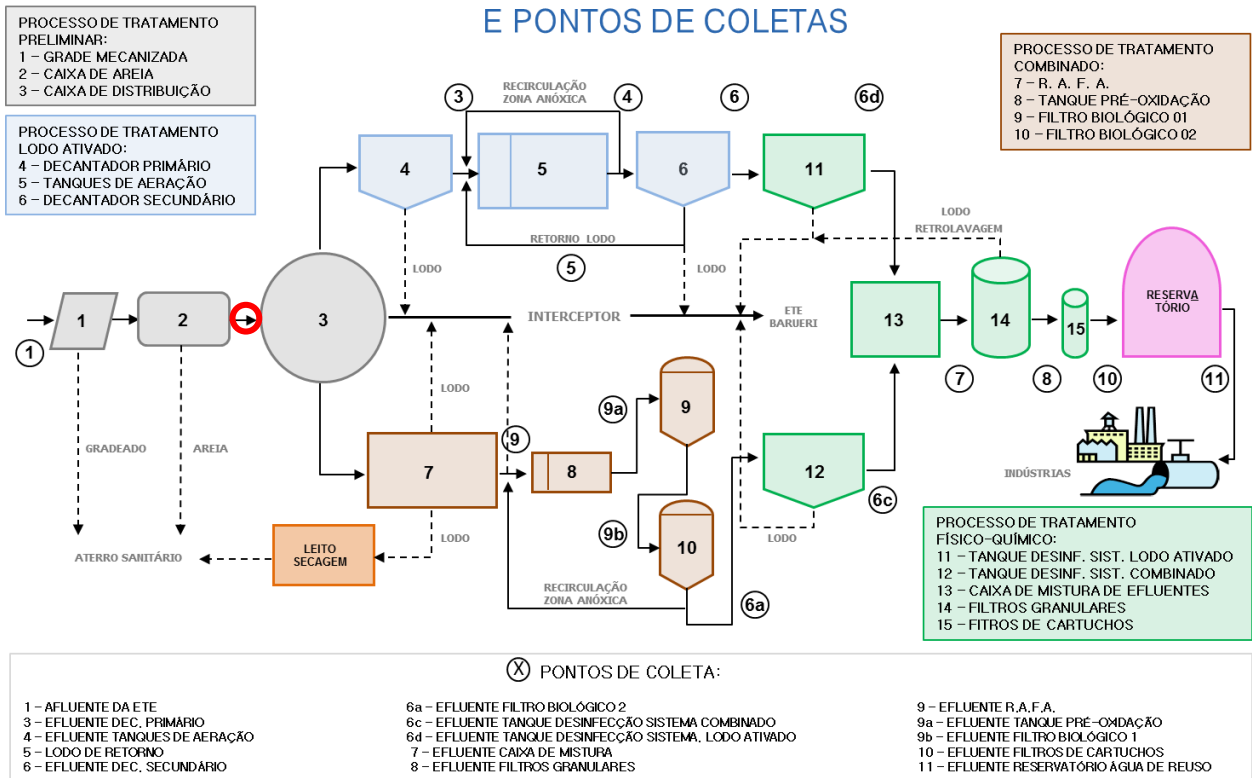 E PONTOS DE COLETAS
PROCESSO DE TRATAMENTO
PRELIMINAR:
1 – GRADE MECANIZADA
2 – CAIXA DE AREIA
3 – CAIXA DE DISTRIBUIÇÃO
PROCESSO DE TRATAMENTO
LODO ATIVADO:
4 – DECANTADOR PRIMÁRIO
5 – TANQUES DE AERAÇÃO
6 – DECANTADOR SECUNDÁRIO
PROCESSO DE TRATAMENTO
COMBINADO:
7 – R. A. F. A.
8 – TANQUE PRÉ-OXIDAÇÃO
9 – FILTRO BIOLÓGICO 01
10 – FILTRO BIOLÓGICO 02
RECIRCULAÇÃO
ZONA ANÓXICA
3
4
6
6d
4
5
6
11
RETORNO LODO
5
LODO
LODO
LODO
RETROLAVAGEM
1
1
2
3
INTERCEPTOR
ETE
BARUERI
13
14
15
RESERVA
TÓRIO
7
8
10
11
GRADEADO
AREIA
LODO
9a
9
9
7
8
12
6c
INDÚSTRIAS
9b
10
LODO
LODO
ATERRO SANITÁRIO
LEITO
SECAGEM
RECIRCULAÇÃO
ZONA ANÓXICA
6a
PROCESSO DE TRATAMENTO
FÍSICO-QUÍMICO:
11 – TANQUE DESINF. SIST. LODO ATIVADO
12 – TANQUE DESINF. SIST. COMBINADO
13 – CAIXA DE MISTURA DE EFLUENTES
14 – FILTROS GRANULARES
15 – FITROS DE CARTUCHOS
X PONTOS DE COLETA:
1 – AFLUENTE DA ETE
3 – EFLUENTE DEC. PRIMÁRIO
4 – EFLUENTE TANQUES DE AERAÇÃO
5 – LODO DE RETORNO
6 – EFLUENTE DEC. SECUNDÁRIO
6a – EFLUENTE FILTRO BIOLÓGICO 2
6c – EFLUENTE TANQUE DESINFECÇÃO SISTEMA COMBINADO
6d – EFLUENTE TANQUE DESINFECÇÃO SISTEMA. LODO ATIVADO
7 – EFLUENTE CAIXA DE MISTURA
8 – EFLUENTE FILTROS GRANULARES
9 – EFLUENTE R.A.F.A.
9a – EFLUENTE TANQUE PRÉ-OXIDAÇÃO
9b – EFLUENTE FILTRO BIOLÓGICO 1
10 – EFLUENTE FILTROS DE CARTUCHOS
11 – EFLUENTE RESERVATÓRIO ÁGUA DE REUSO